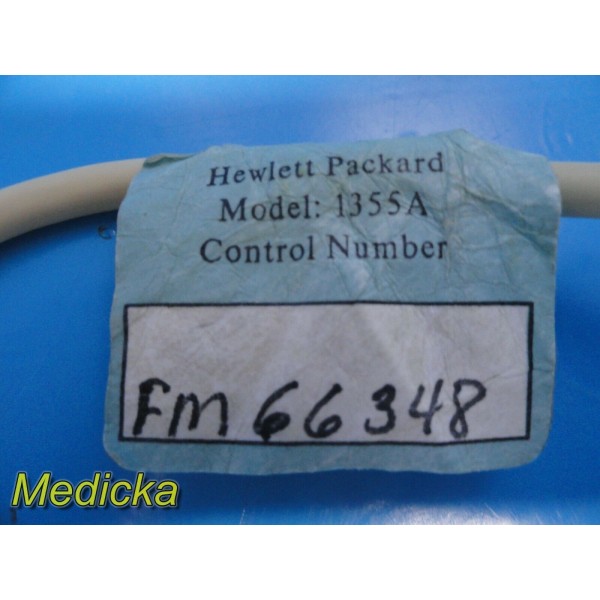 Hewlett Packard
Model: 1355A
Control Number
FM 66348
Medicka